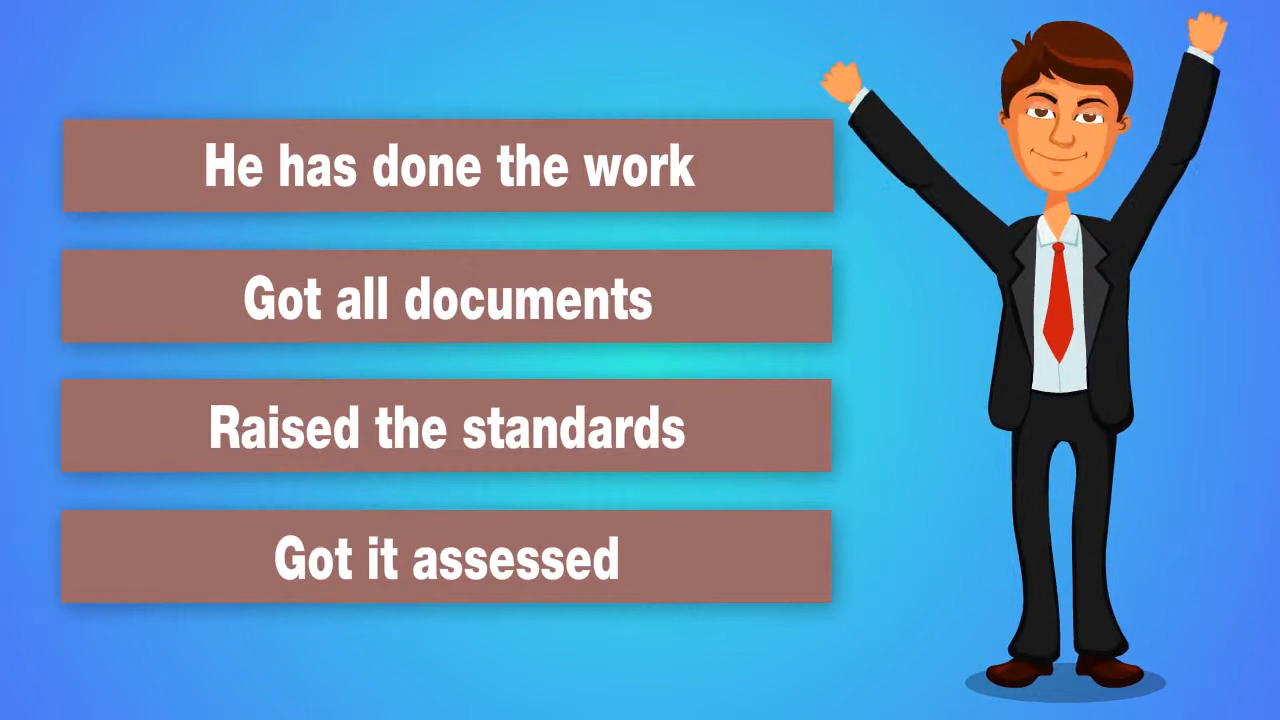 He has done the work
Got all documents
Raised the standards
Got it assessed